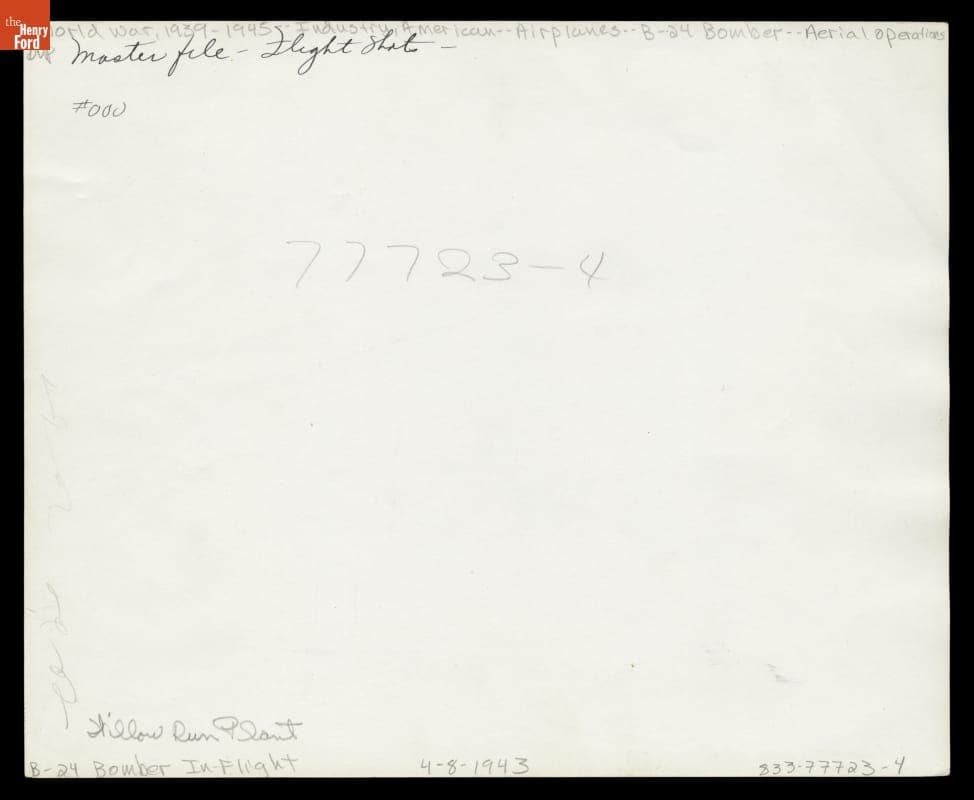 the Henry Ford
World War, 1939-1945-- Industry, American--Airplanes--B-24 Bomber--Aerial operations
Master file - Flight Shots -
#000
77723-4
Willow Run Plant
B-24 Bomber In-Flight 4-8-1943 833-77723-4